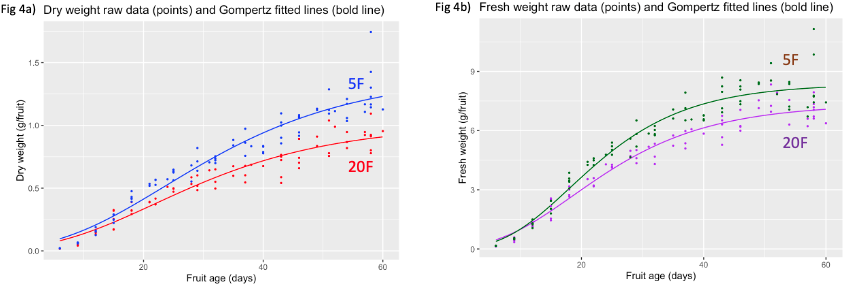 Fig 4a) Dry weight raw data (points) and Gompertz fitted lines (bold line)
1.5
1.0
0.5
0.0
Dry weight (g/fruit)
5F
20F
20
40
60
Fruit age (days)
Fig 4b) Fresh weight raw data (points) and Gompertz fitted lines (bold line)
9
6
3
0
Fresh weight (g/fruit)
5F
20F
20
40
60
Fruit age (days)